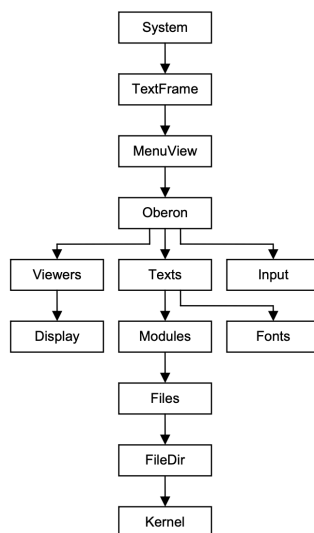 System
TextFrame
MenuView
Oberon
Viewers
Texts
Input
Display
Modules
Fonts
Files
FileDir
Kernel